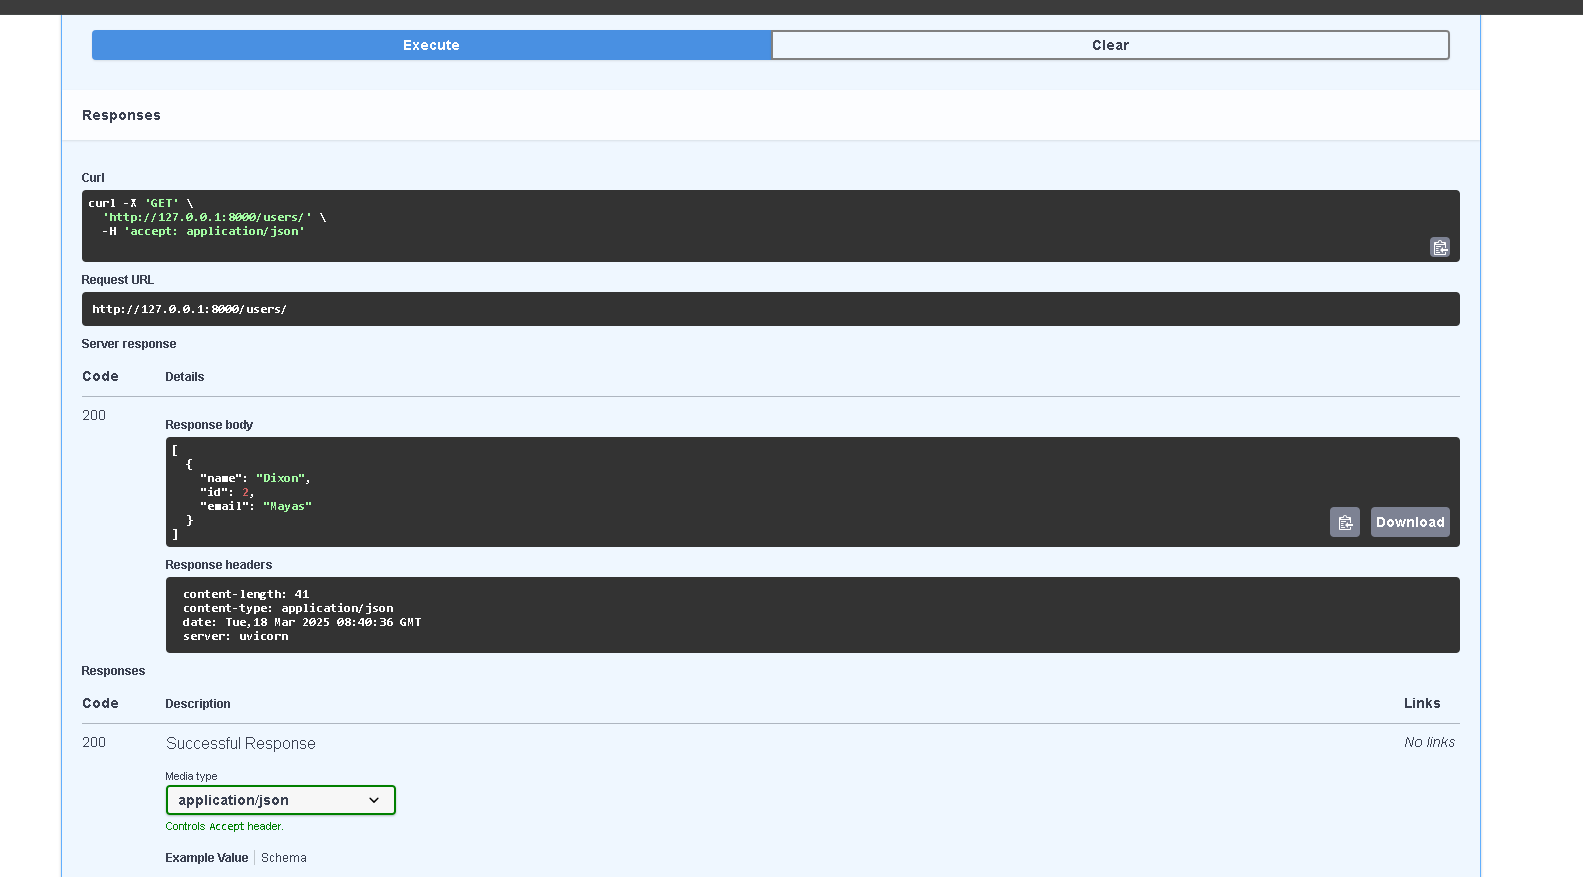 Execute
Clear
Responses
Curl
curl -X 'GET' \
  'http://127.0.0.1:8000/users/' \
  -H 'accept: application/json'
Request URL
http://127.0.0.1:8000/users/
Server response
Code Details
200
Response body
[
  {
    "name": "Dixon",
    "id": 2,
    "email": "Mayas"
  }
]
Download
Response headers
content-length: 41
content-type: application/json
date: Tue,18 Mar 2025 08:40:36 GMT
server: uvicorn
Responses
Code Description Links
200 Successful Response No links
Media type
application/json
Controls Accept header.
Example Value Schema